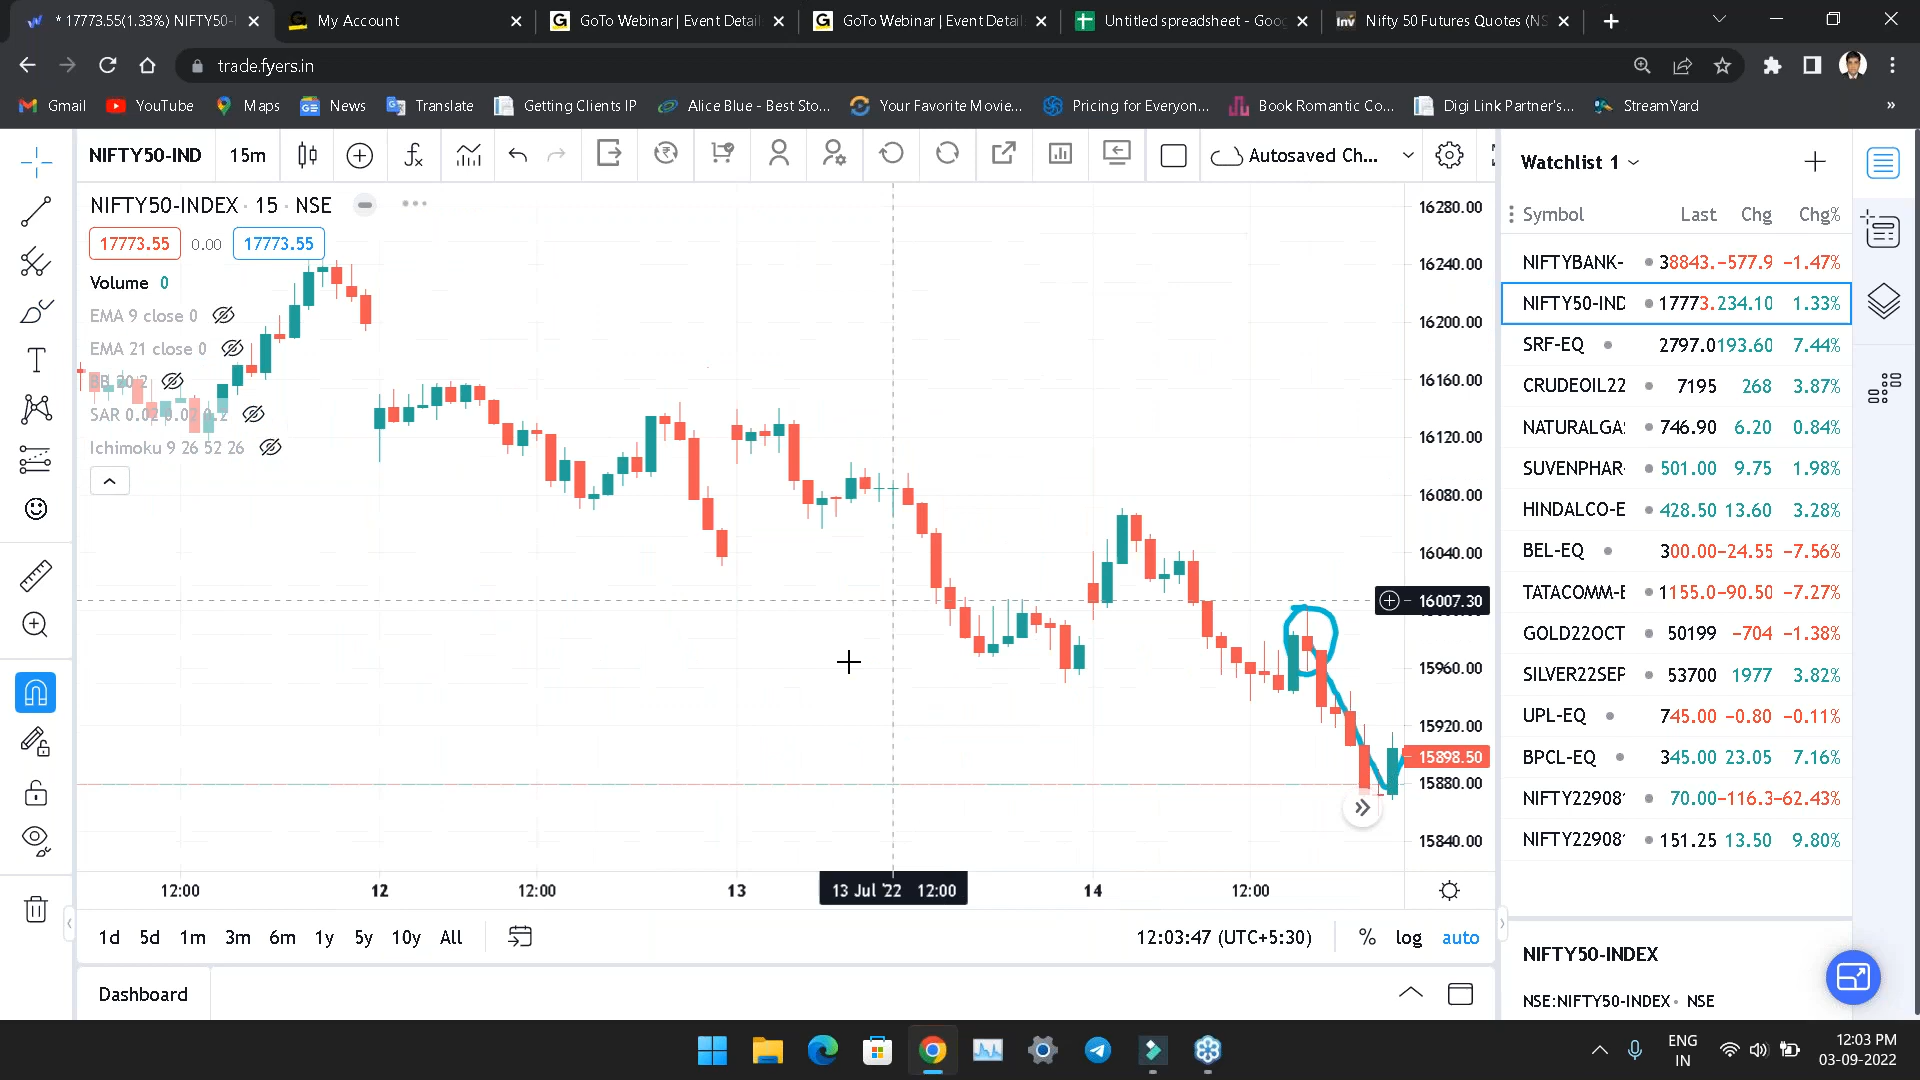 * 17773.55(1.33%) NIFTY50-I
My Account
GoTo Webinar | Event Detail
GoTo Webinar | Event Detail
Untitled spreadsheet - Goog
Nifty 50 Futures Quotes (NS
trade.fyers.in
Gmail
YouTube
Maps
News
Translate
Getting Clients IP
Alice Blue - Best Sto...
Your Favorite Movie...
Pricing for Everyon...
Book Romantic Co...
Digi Link Partner's...
StreamYard
NIFTY50-IND
15m
Autosaved Ch...
Watchlist 1
NIFTY50-INDEX · 15 · NSE
17773.55 0.00 17773.55
Volume 0
EMA 9 close 0
EMA 21 close 0
BB 20 2
SAR 0.02 0.02 0.2
Ichimoku 9 26 52 26
16280.00
16240.00
16200.00
16160.00
16120.00
16080.00
16040.00
16007.30
15960.00
15920.00
15898.50
15880.00
15840.00
12:00 12 12:00 13 13 Jul '22 12:00 14 12:00
1d 5d 1m 3m 6m 1y 5y 10y All
12:03:47 (UTC+5:30) % log auto
Dashboard
Symbol Last Chg Chg%
NIFTYBANK- 38843. -577.9 -1.47%
NIFTY50-IND 17773. 234.10 1.33%
SRF-EQ 2797.0 193.60 7.44%
CRUDEOIL22 7195 268 3.87%
NATURALGA 746.90 6.20 0.84%
SUVENPHAR- 501.00 9.75 1.98%
HINDALCO-E 428.50 13.60 3.28%
BEL-EQ 300.00 -24.55 -7.56%
TATACOMM-E 1155.0 -90.50 -7.27%
GOLD22OCT 50199 -704 -1.38%
SILVER22SEP 53700 1977 3.82%
UPL-EQ 745.00 -0.80 -0.11%
BPCL-EQ 345.00 23.05 7.16%
NIFTY22908 70.00 -116.3 -62.43%
NIFTY22908 151.25 13.50 9.80%
NIFTY50-INDEX
NSE:NIFTY50-INDEX · NSE
ENG
IN
12:03 PM
03-09-2022